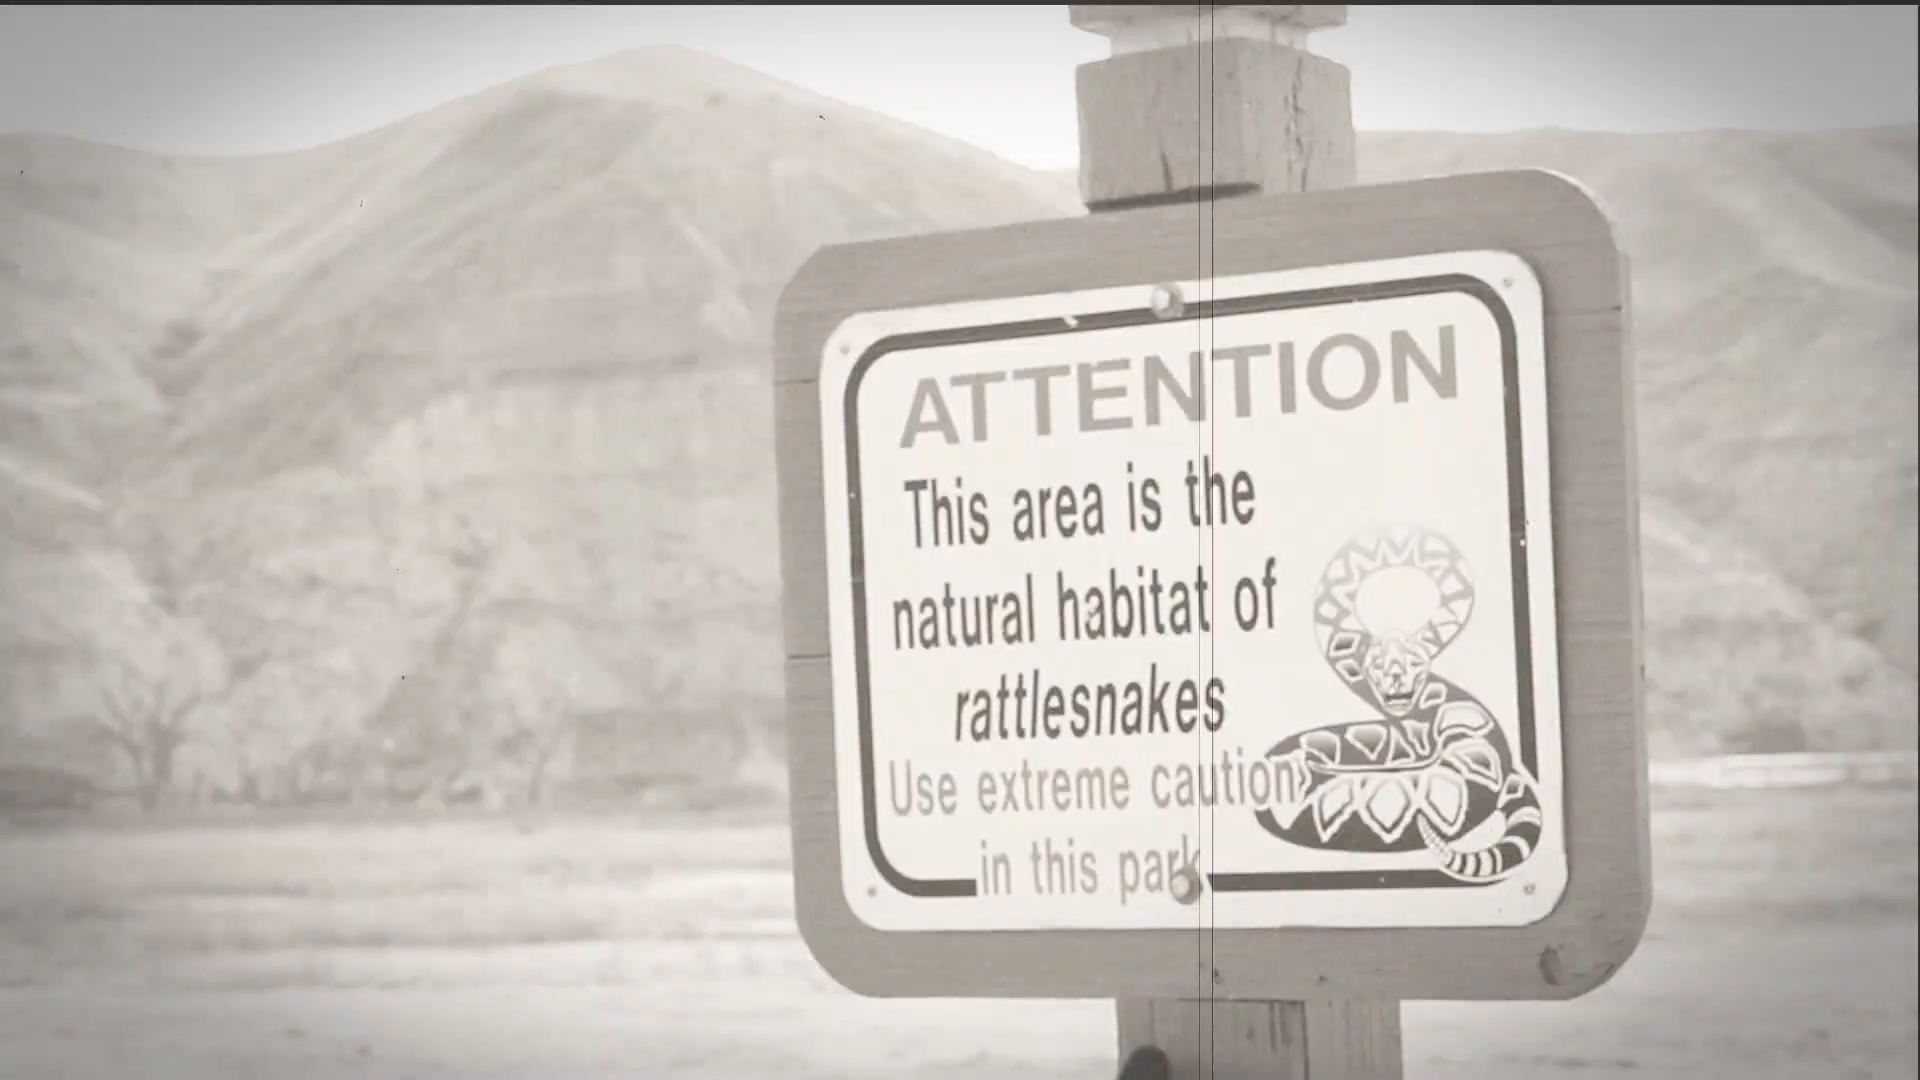 ATTENTION
This area is the
natural habitat of
rattlesnakes
Use extreme caution
in this park